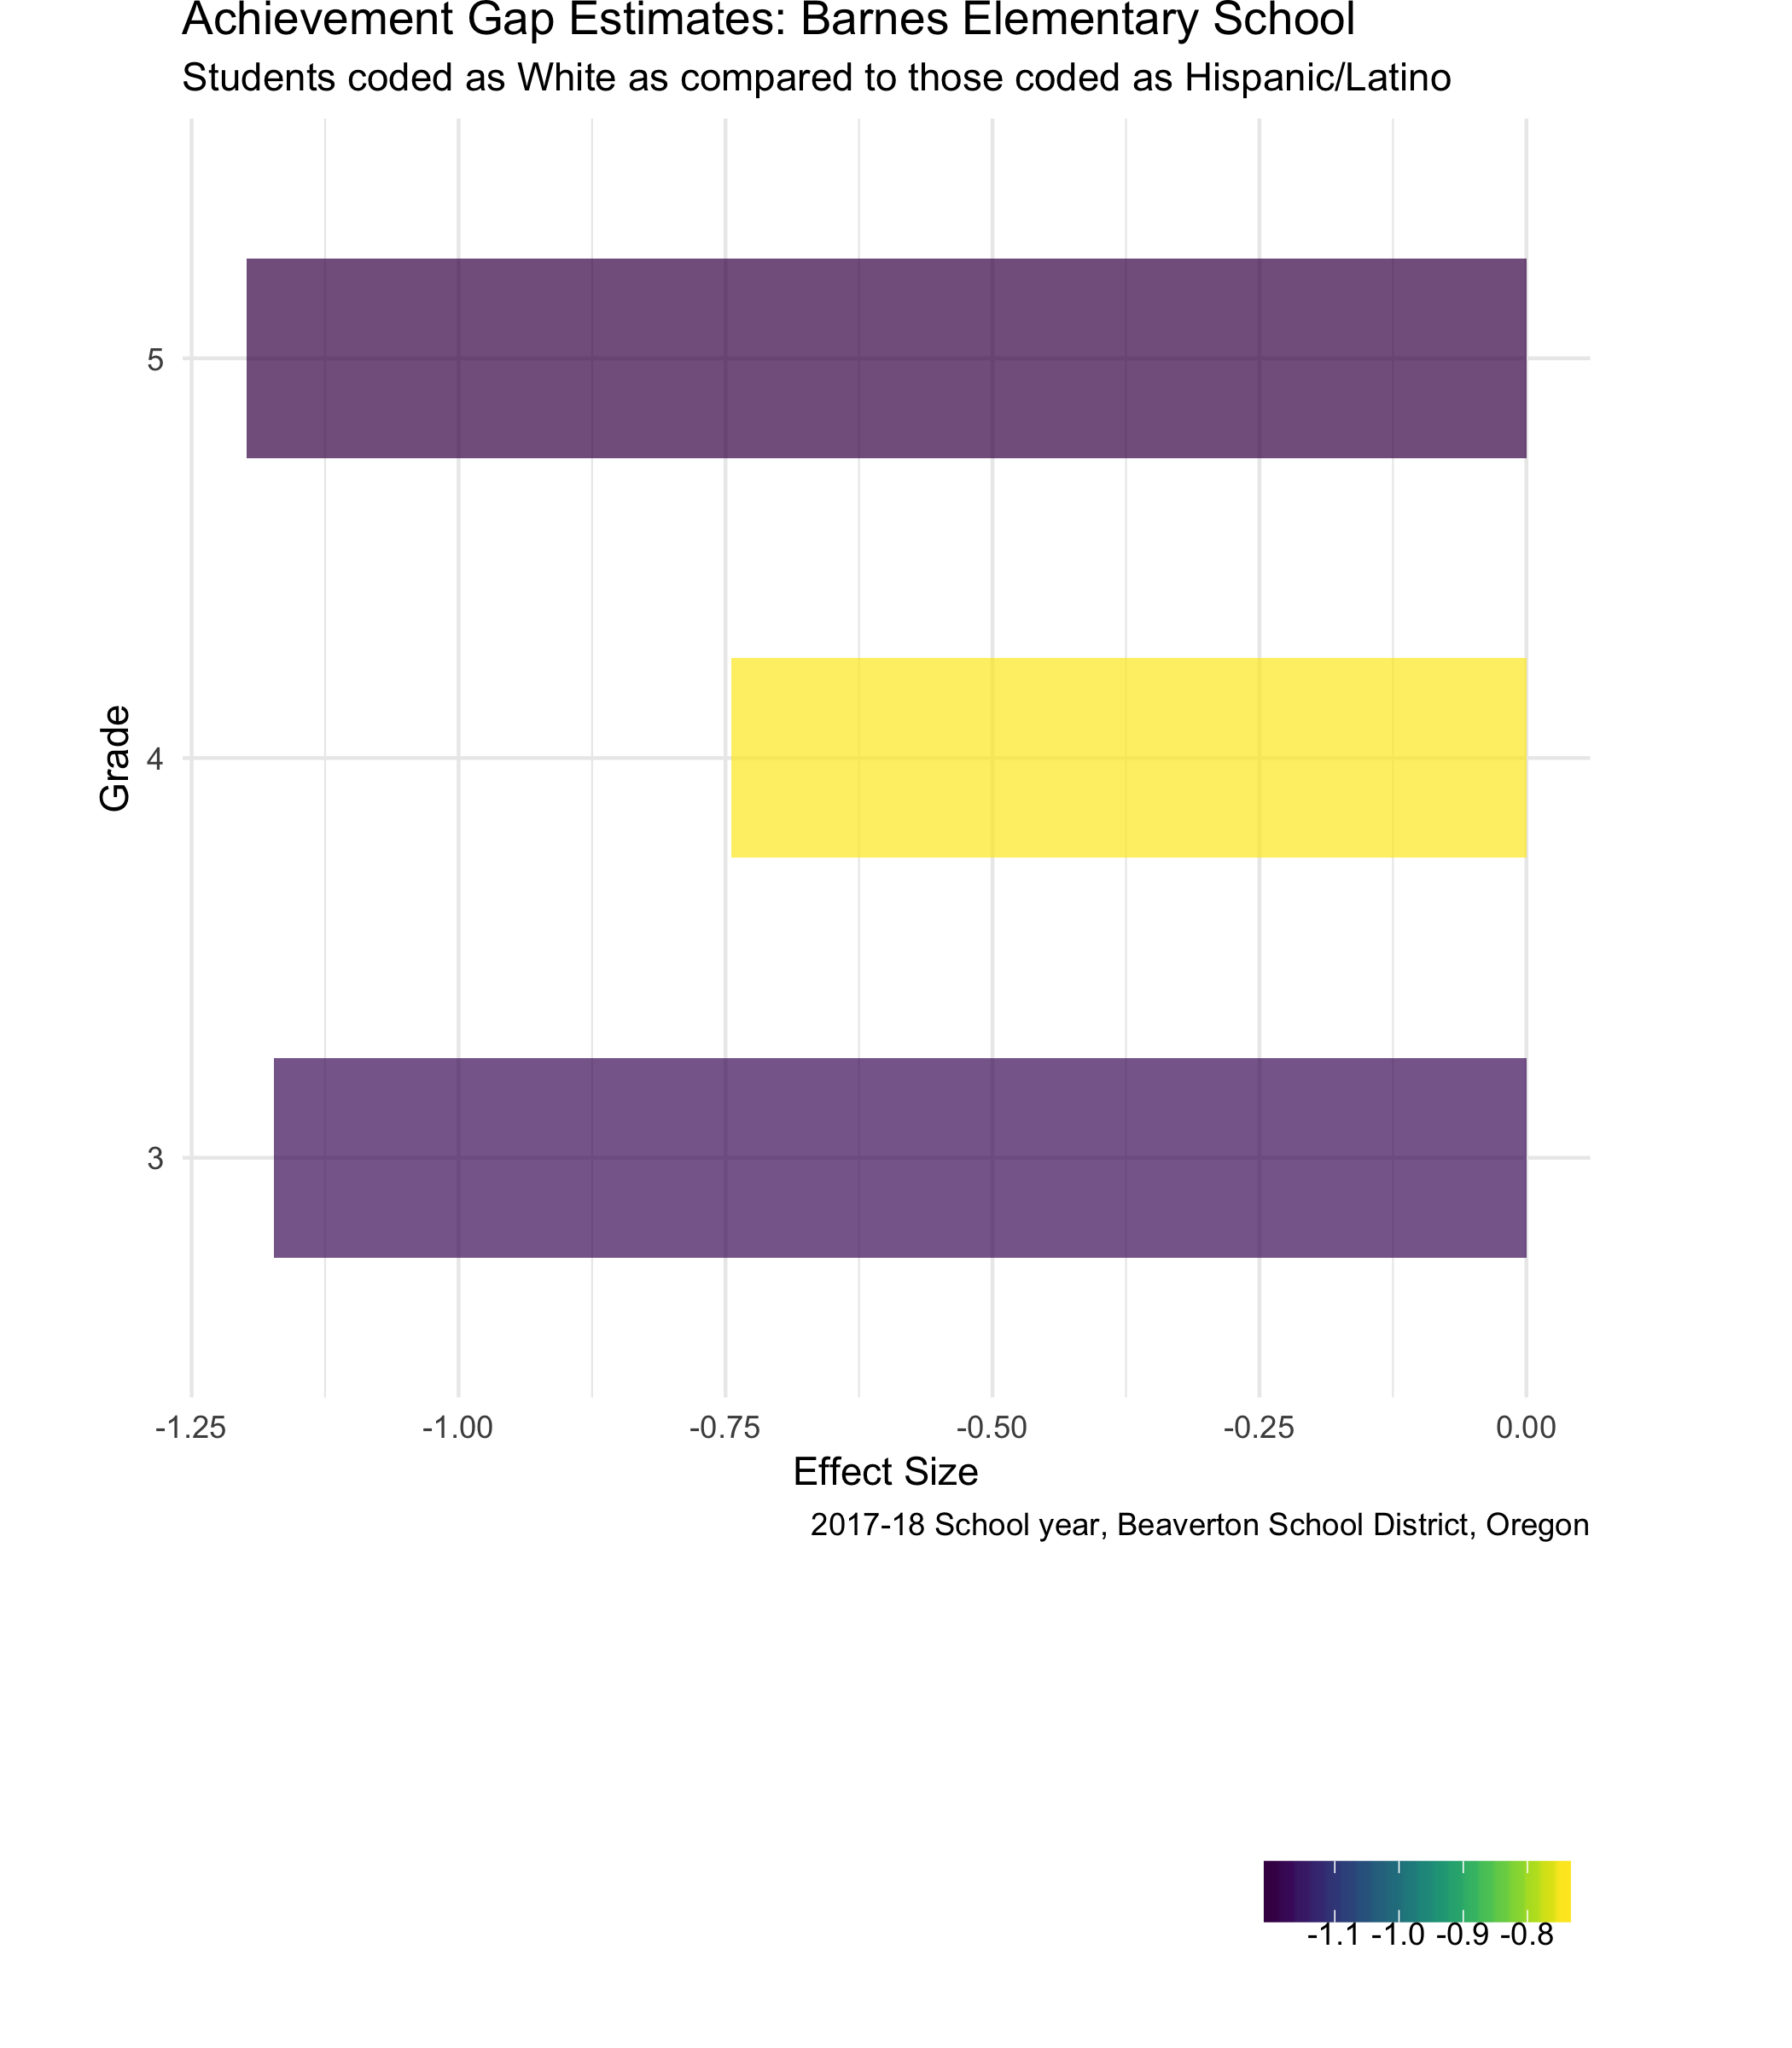 Achievement Gap Estimates: Barnes Elementary School
Students coded as White as compared to those coded as Hispanic/Latino
5
4
3
Grade
-1.25 -1.00 -0.75 -0.50 -0.25 0.00
Effect Size
2017-18 School year, Beaverton School District, Oregon
-1.1 -1.0 -0.9 -0.8